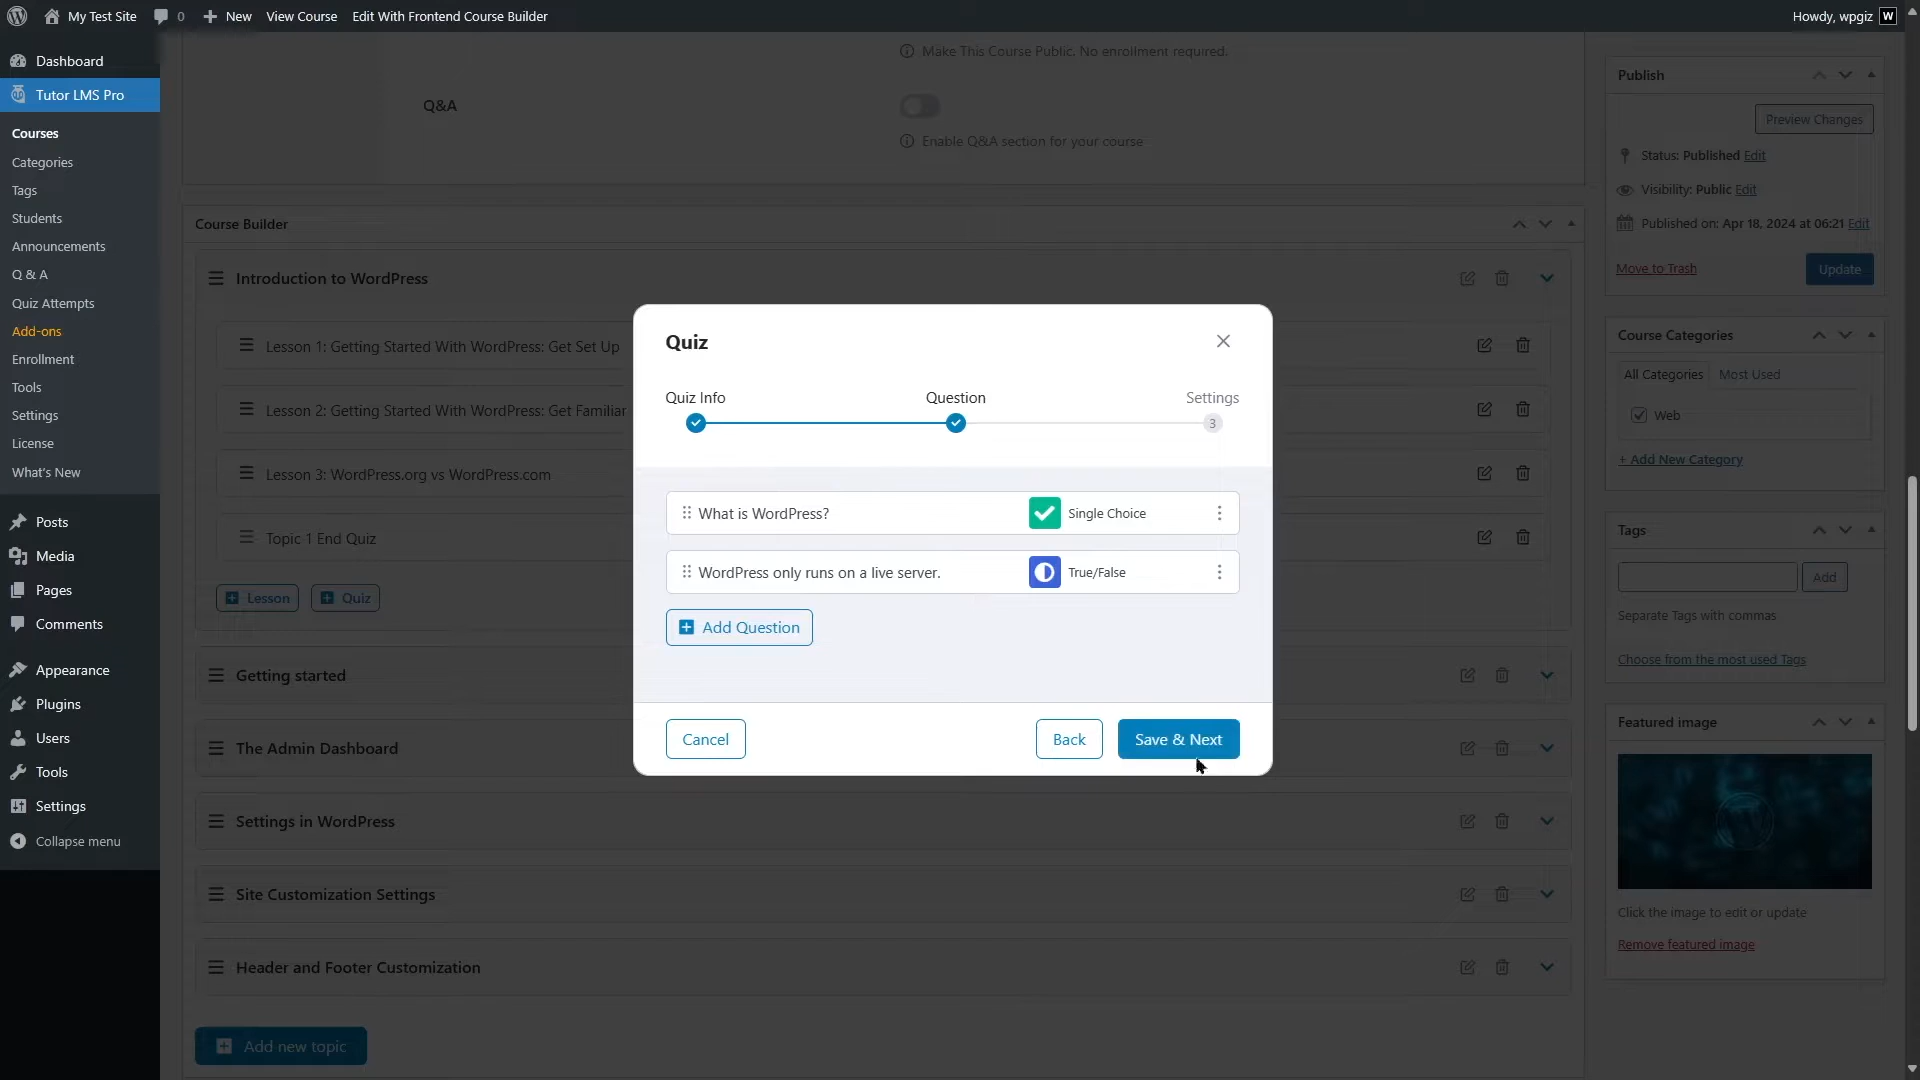 My Test Site
0
New
View Course
Edit With Frontend Course Builder
Howdy, wpgiz
W
Dashboard
Tutor LMS Pro
Courses
Categories
Tags
Students
Announcements
Q & A
Quiz Attempts
Add-ons
Enrollment
Tools
Settings
License
What's New
Posts
Media
Pages
Comments
Appearance
Plugins
Users
Tools
Settings
Collapse menu
Make This Course Public. No enrollment required.
Q&A
Enable Q&A section for your course
Course Builder
Introduction to WordPress
Lesson 1: Getting Started With WordPress: Get Set Up
Lesson 2: Getting Started With WordPress: Get Familiar
Lesson 3: WordPress.org vs WordPress.com
Topic 1 End Quiz
Lesson
Quiz
Getting started
The Admin Dashboard
Settings in WordPress
Site Customization Settings
Header and Footer Customization
Add new topic
Quiz
Quiz Info
Question
Settings
3
What is WordPress?
Single Choice
WordPress only runs on a live server.
True/False
Add Question
Cancel
Back
Save & Next
Publish
Preview Changes
Status: Published Edit
Visibility: Public Edit
Published on: Apr 18, 2024 at 06:21 Edit
Move to Trash
Update
Course Categories
All Categories
Most Used
Web
+ Add New Category
Tags
Add
Separate Tags with commas
Choose from the most used Tags
Featured image
Click the image to edit or update
Remove featured image